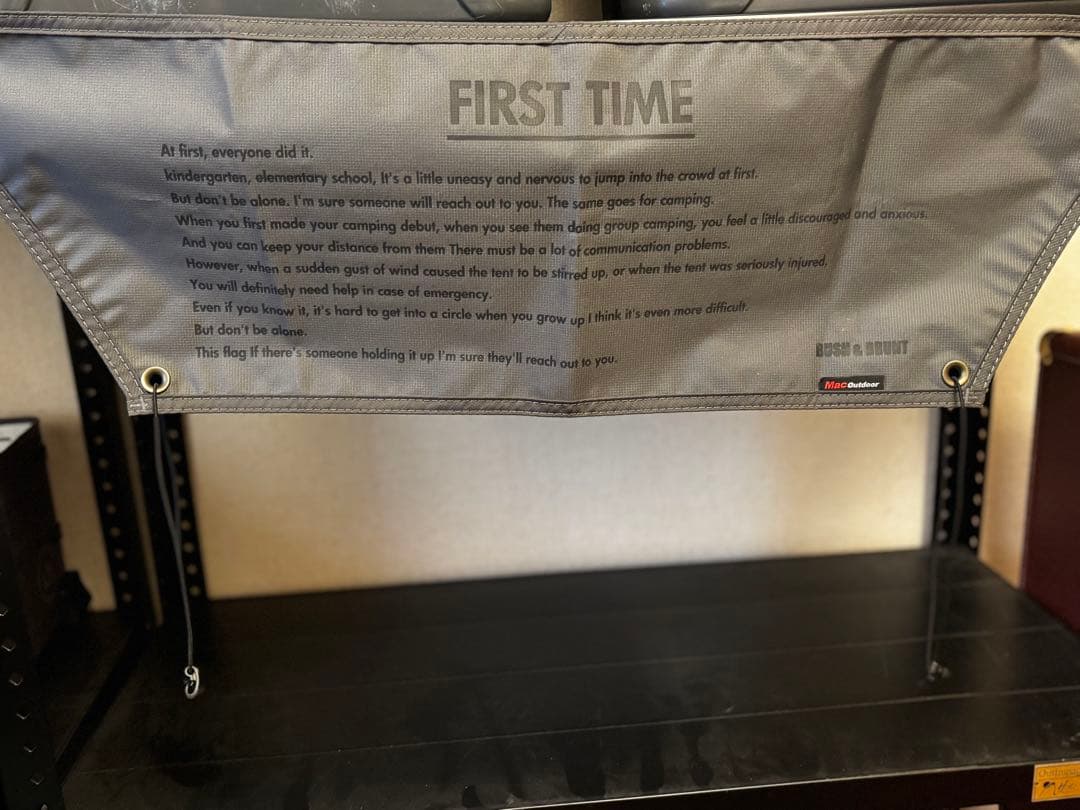 FIRST TIME
At first, everyone did it.
kindergarten, elementary school, It's a little uneasy and nervous to jump into the crowd at first.
But don't be alone. I'm sure someone will reach out to you. The same goes for camping.
When you first made your camping debut, when you see them doing group camping, you feel a little discouraged and anxious.
And you can keep your distance from them There must be a lot of communication problems.
However, when a sudden gust of wind caused the tent to be stirred up, or when the tent was seriously injured.
You will definitely need help in case of emergency.
Even if you know it, it's hard to get into a circle when you grow up I think it's even more difficult.
But don't be alone.
This flag If there's someone holding it up I'm sure they'll reach out to you.
BUSH &
MacOutdoor